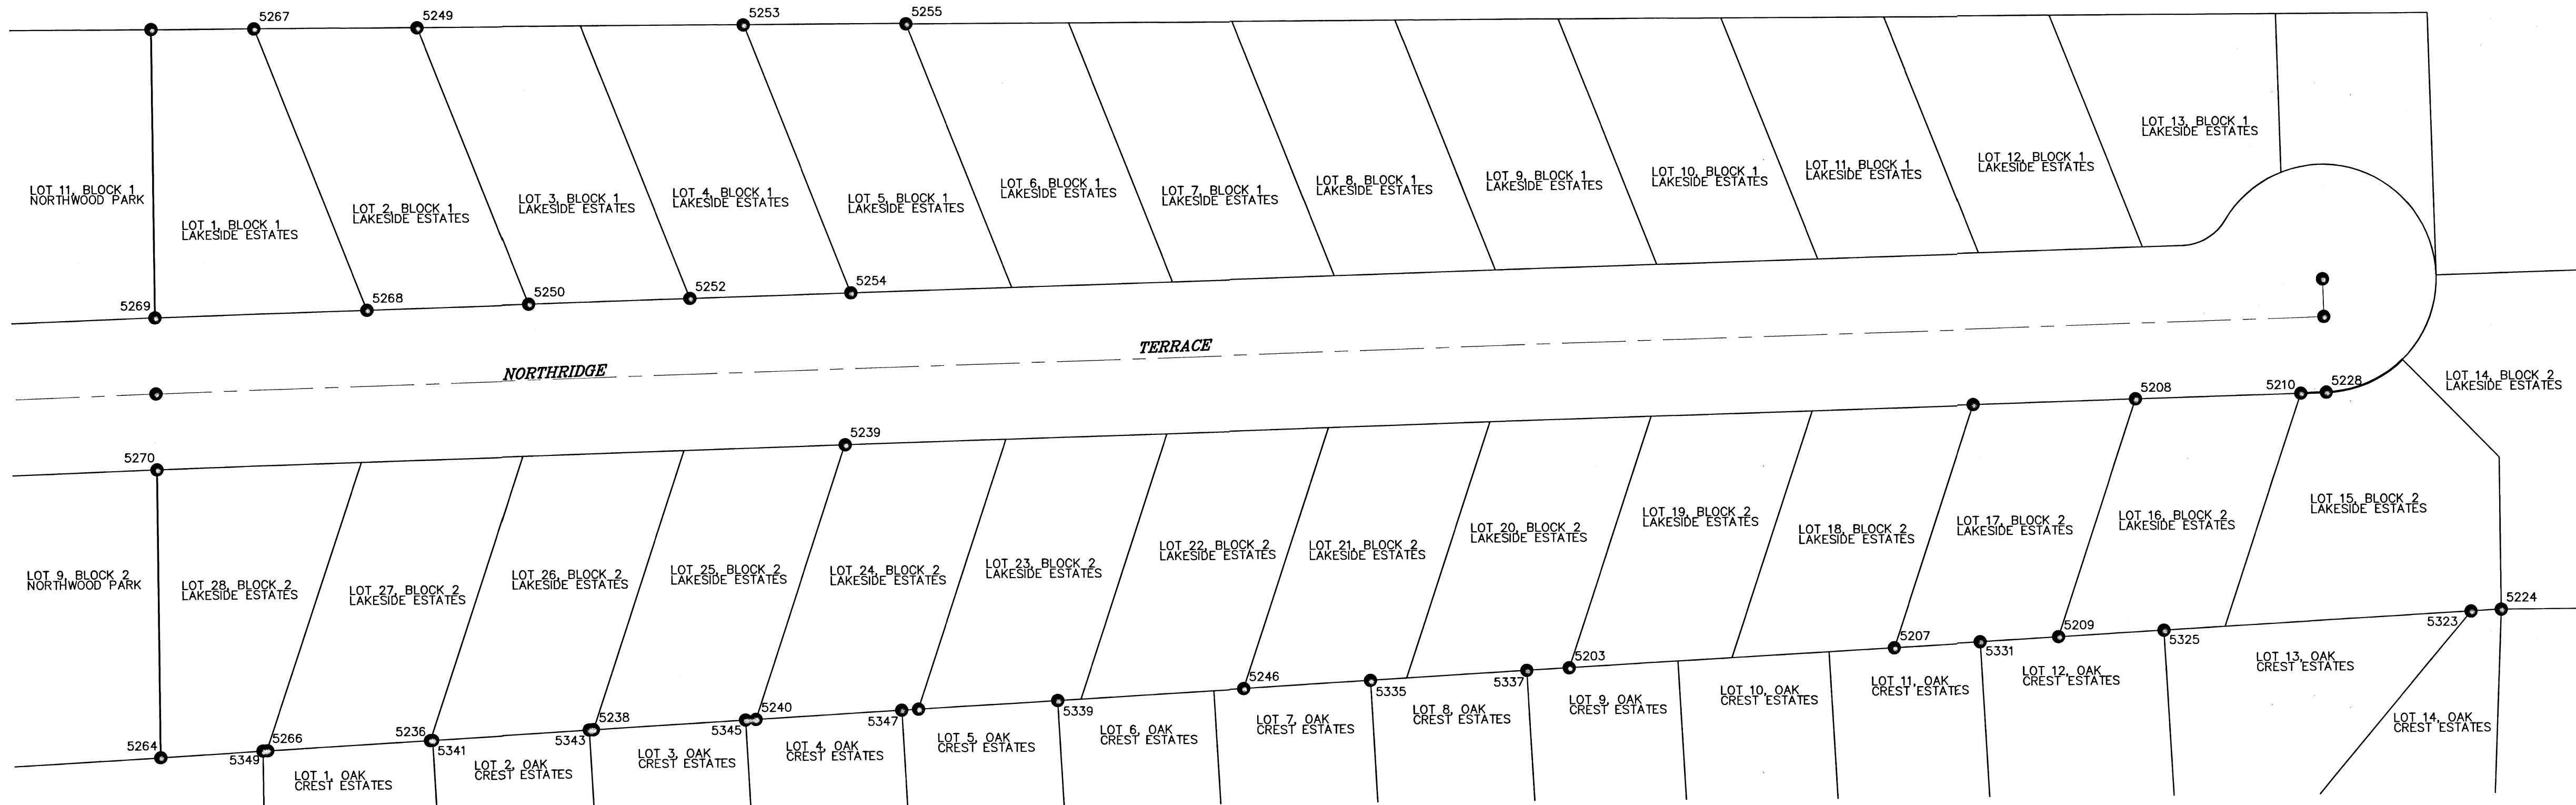 5267
5249
5253
5255
LOT 11, BLOCK 1
NORTHWOOD PARK
LOT 1, BLOCK 1
LAKESIDE ESTATES
LOT 2, BLOCK 1
LAKESIDE ESTATES
LOT 3, BLOCK 1
LAKESIDE ESTATES
LOT 4, BLOCK 1
LAKESIDE ESTATES
LOT 5, BLOCK 1
LAKESIDE ESTATES
LOT 6, BLOCK 1
LAKESIDE ESTATES
LOT 7, BLOCK 1
LAKESIDE ESTATES
LOT 8, BLOCK 1
LAKESIDE ESTATES
LOT 9, BLOCK 1
LAKESIDE ESTATES
LOT 10, BLOCK 1
LAKESIDE ESTATES
LOT 11, BLOCK 1
LAKESIDE ESTATES
LOT 12, BLOCK 1
LAKESIDE ESTATES
LOT 13, BLOCK 1
LAKESIDE ESTATES
5269
5268
5250
5252
5254
NORTHRIDGE
TERRACE
5270
5239
5208
5210
5228
LOT 14, BLOCK 2
LAKESIDE ESTATES
LOT 9, BLOCK 2
NORTHWOOD PARK
LOT 28, BLOCK 2
LAKESIDE ESTATES
LOT 27, BLOCK 2
LAKESIDE ESTATES
LOT 26, BLOCK 2
LAKESIDE ESTATES
LOT 25, BLOCK 2
LAKESIDE ESTATES
LOT 24, BLOCK 2
LAKESIDE ESTATES
LOT 23, BLOCK 2
LAKESIDE ESTATES
LOT 22, BLOCK 2
LAKESIDE ESTATES
LOT 21, BLOCK 2
LAKESIDE ESTATES
LOT 20, BLOCK 2
LAKESIDE ESTATES
LOT 19, BLOCK 2
LAKESIDE ESTATES
LOT 18, BLOCK 2
LAKESIDE ESTATES
LOT 17, BLOCK 2
LAKESIDE ESTATES
LOT 16, BLOCK 2
LAKESIDE ESTATES
LOT 15, BLOCK 2
LAKESIDE ESTATES
5264
5349
5266
5236
5341
5343
5238
5345
5240
5347
5339
5246
5335
5337
5203
5207
5331
5209
5325
5323
5224
LOT 1, OAK
CREST ESTATES
LOT 2, OAK
CREST ESTATES
LOT 3, OAK
CREST ESTATES
LOT 4, OAK
CREST ESTATES
LOT 5, OAK
CREST ESTATES
LOT 6, OAK
CREST ESTATES
LOT 7, OAK
CREST ESTATES
LOT 8, OAK
CREST ESTATES
LOT 9, OAK
CREST ESTATES
LOT 10, OAK
CREST ESTATES
LOT 11, OAK
CREST ESTATES
LOT 12, OAK
CREST ESTATES
LOT 13, OAK
CREST ESTATES
LOT 14, OAK
CREST ESTATES